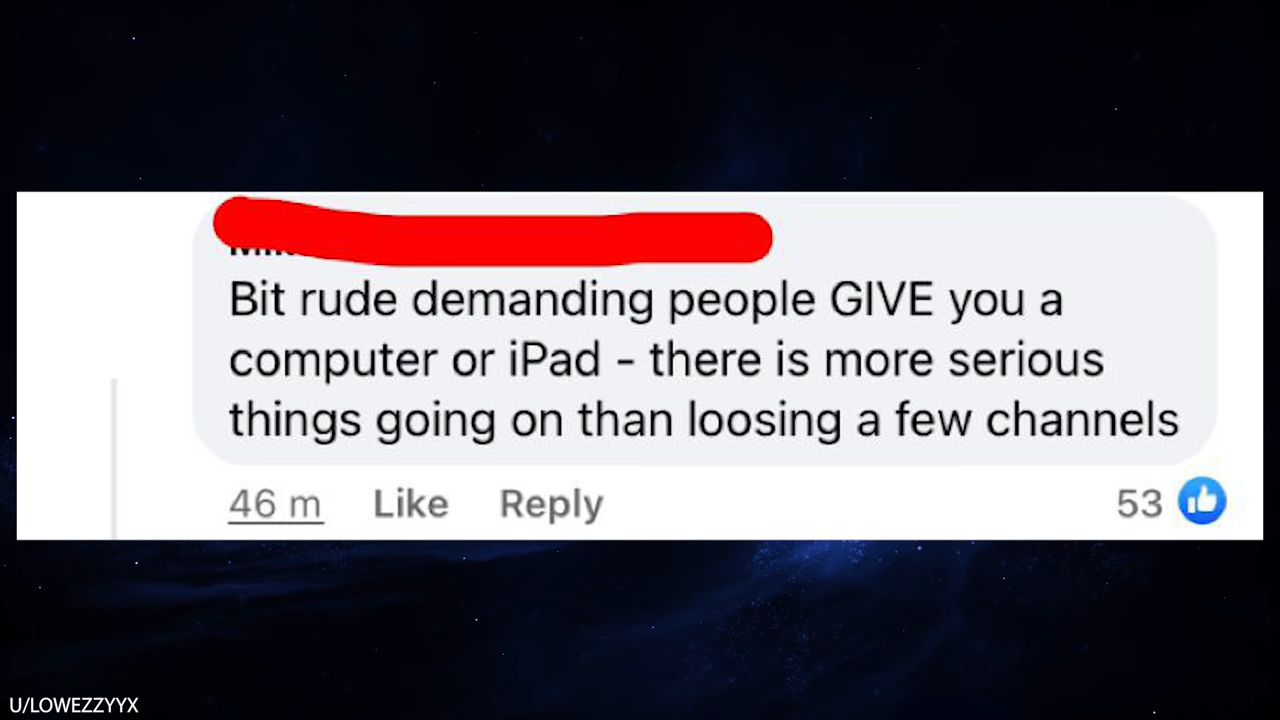 Bit rude demanding people GIVE you a
computer or iPad - there is more serious
things going on than loosing a few channels
46 m Like Reply 53
U/LOWEZZYYX